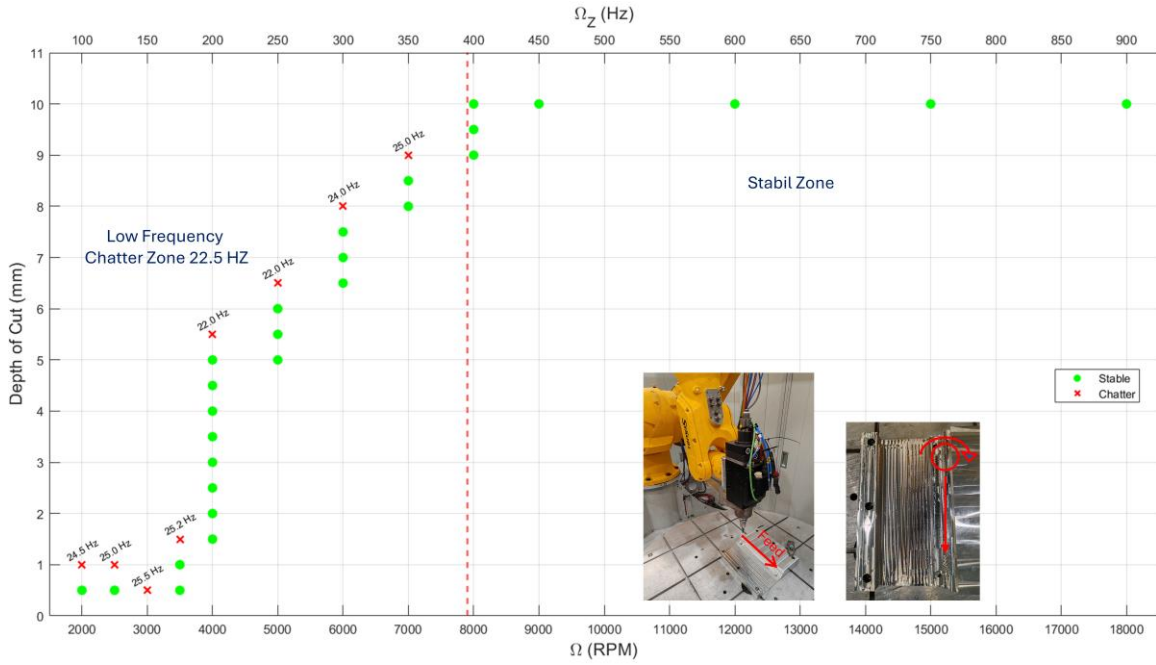 Ω_Z (Hz)
100 150 200 250 300 350 400 450 500 550 600 630 650 700 750 800 850 900
11
10
9
8
7
6
5
4
3
2
1
0
Depth of Cut (mm)
24.5 Hz
25.0 Hz
25.5 Hz
25.2 Hz
22.0 Hz
22.0 Hz
24.0 Hz
25.0 Hz
Low Frequency
Chatter Zone 22.5 HZ
Stabil Zone
Stable
Chatter
Feed
2000 3000 4000 5000 6000 7000 8000 9000 10000 11000 12000 13000 14000 15000 16000 17000 18000
Ω (RPM)